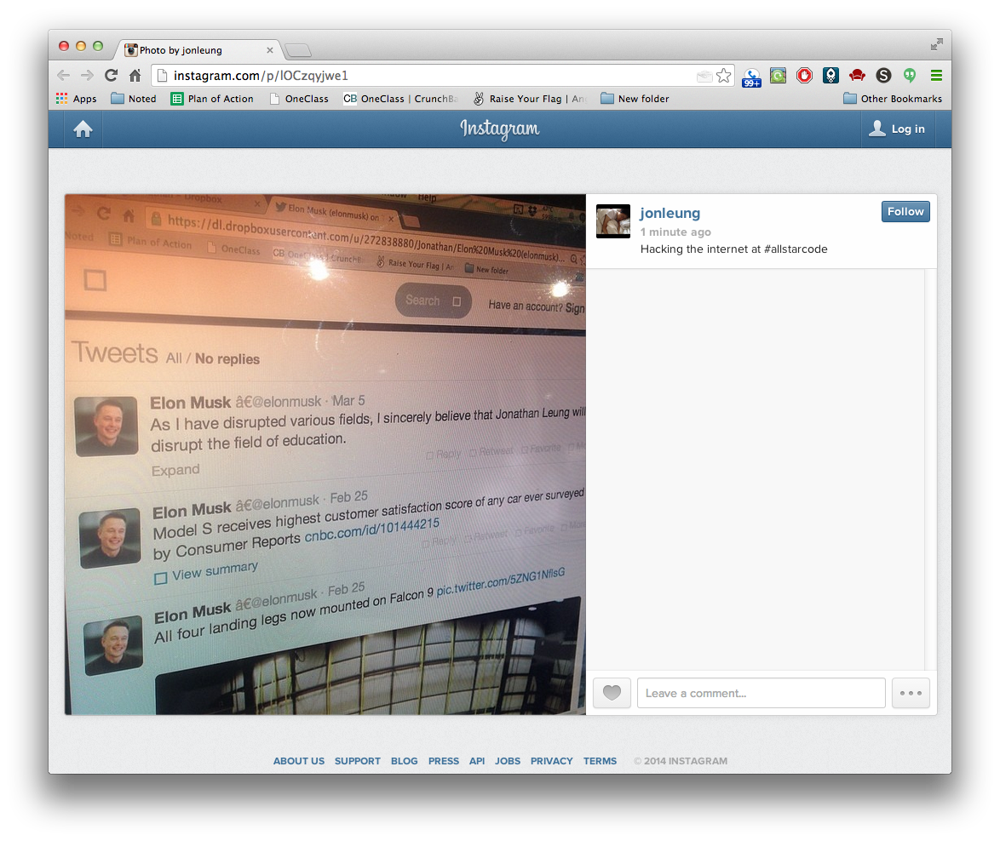 Photo by jonleung
instagram.com/p/lOCzqyjwe1
99+
Apps
Noted
Plan of Action
OneClass
CB OneClass | CrunchBa
Raise Your Flag | An
New folder
Other Bookmarks
Instagram
Log in
Dropbox
Elon Musk (elonmusk) on
Help
https://dl.dropboxusercontent.com/u/272838880/Jonathan/Elon%20Musk%20(elonmusk)...
Noted
Plan of Action
OneClass
CB OneClass | CrunchBa
Raise Your Flag | An
New folder
Search
Have an account? Sign
Tweets All / No replies
Elon Musk â€@elonmusk · Mar 5
As I have disrupted various fields, I sincerely believe that Jonathan Leung will
disrupt the field of education.
Reply Retweet Favorite Mo
Expand
Elon Musk â€@elonmusk · Feb 25
Model S receives highest customer satisfaction score of any car ever surveyed
by Consumer Reports cnbc.com/id/101444215
Reply Retweet Favorite More
View summary
Elon Musk â€@elonmusk · Feb 25
All four landing legs now mounted on Falcon 9 pic.twitter.com/5ZNG1NflsG
jonleung
Follow
1 minute ago
Hacking the internet at #allstarcode
Leave a comment...
ABOUT US SUPPORT BLOG PRESS API JOBS PRIVACY TERMS © 2014 INSTAGRAM